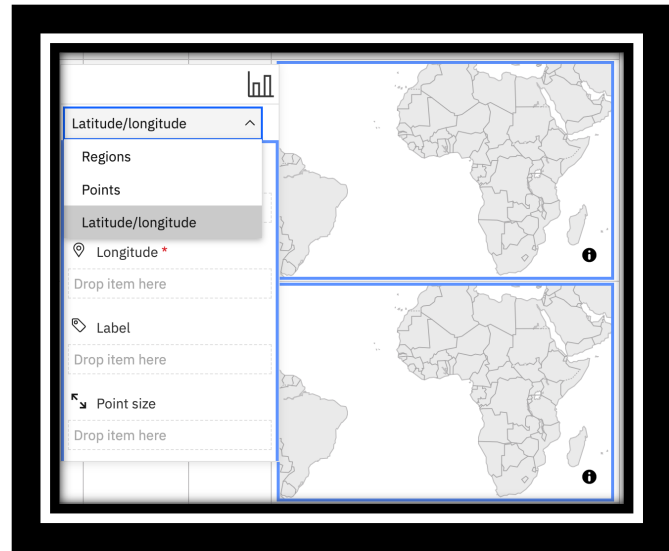 Latitude/longitude
Regions
Points
Latitude/longitude
Longitude *
Drop item here
Label
Drop item here
Point size
Drop item here